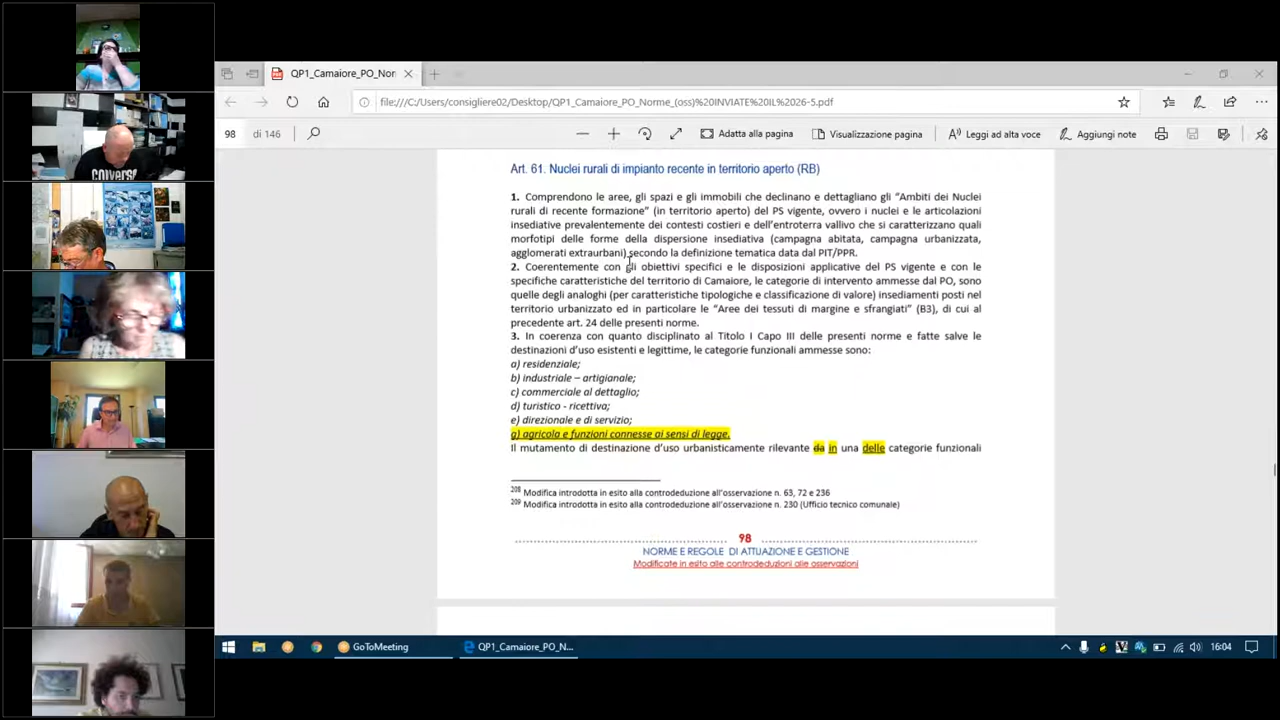 QP1_Camaiore_PO_Norm
file:///C:/Users/consigliere02/Desktop/QP1_Camaiore_PO_Norme_(oss)%20INVIATE%20IL%2026-5.pdf
98 di 146
Adatta alla pagina
Visualizzazione pagina
Leggi ad alta voce
Aggiungi note
Art. 61. Nuclei rurali di impianto recente in territorio aperto (RB)
1. Comprendono le aree, gli spazi e gli immobili che declinano e dettagliano gli “Ambiti dei Nuclei
rurali di recente formazione” (in territorio aperto) del PS vigente, ovvero i nuclei e le articolazioni
insediative prevalentemente dei contesti costieri e dell’entroterra vallivo che si caratterizzano quali
morfotipi delle forme della dispersione insediativa (campagna abitata, campagna urbanizzata,
agglomerati extraurbani) secondo la definizione tematica data dal PIT/PPR.
2. Coerentemente con gli obiettivi specifici e le disposizioni applicative del PS vigente e con le
specifiche caratteristiche del territorio di Camaiore, le categorie di intervento ammesse dal PO, sono
quelle degli analoghi (per caratteristiche tipologiche e classificazione di valore) insediamenti posti nel
territorio urbanizzato ed in particolare le “Aree dei tessuti di margine e sfrangiati” (B3), di cui al
precedente art. 24 delle presenti norme.
3. In coerenza con quanto disciplinato al Titolo I Capo III delle presenti norme e fatte salve le
destinazioni d’uso esistenti e legittime, le categorie funzionali ammesse sono:
a) residenziale;
b) industriale – artigianale;
c) commerciale al dettaglio;
d) turistico - ricettiva;
e) direzionale e di servizio;
g) agricola e funzioni connesse ai sensi di legge.
Il mutamento di destinazione d’uso urbanisticamente rilevante da in una delle categorie funzionali
208 Modifica introdotta in esito alla controdeduzione all’osservazione n. 63, 72 e 236
209 Modifica introdotta in esito alla controdeduzione all’osservazione n. 230 (Ufficio tecnico comunale)
98
NORME E REGOLE DI ATTUAZIONE E GESTIONE
Modificate in esito alle controdeduzioni alle osservazioni
GoToMeeting
QP1_Camaiore_PO_N...
16:04